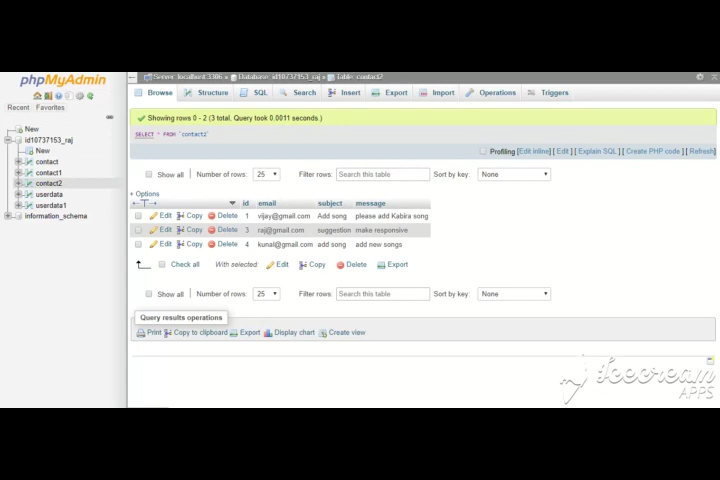 phpMyAdmin
Recent Favorites
New
id10737153_raj
New
contact
contact1
contact2
userdata
userdata1
information_schema
Server: localhost:3306 » Database: id10737153_raj » Table: contact2
Browse Structure SQL Search Insert Export Import Operations Triggers
Showing rows 0 - 2 (3 total, Query took 0.0011 seconds.)
SELECT * FROM `contact2`
Profiling [Edit inline] [ Edit ] [ Explain SQL ] [ Create PHP code ] [ Refresh]
Show all Number of rows: 25 Filter rows: Search this table Sort by key: None
+ Options
id email subject message
Edit Copy Delete 1 vijay@gmail.com Add song please add Kabira song
Edit Copy Delete 3 raj@gmail.com suggestion make responsive
Edit Copy Delete 4 kunal@gmail.com add song add new songs
Check all With selected: Edit Copy Delete Export
Show all Number of rows: 25 Filter rows: Search this table Sort by key: None
Query results operations
Print Copy to clipboard Export Display chart Create view
Icecream
APPS